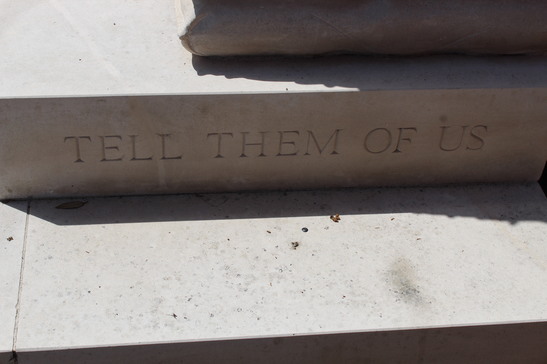 TELL THEM OF US